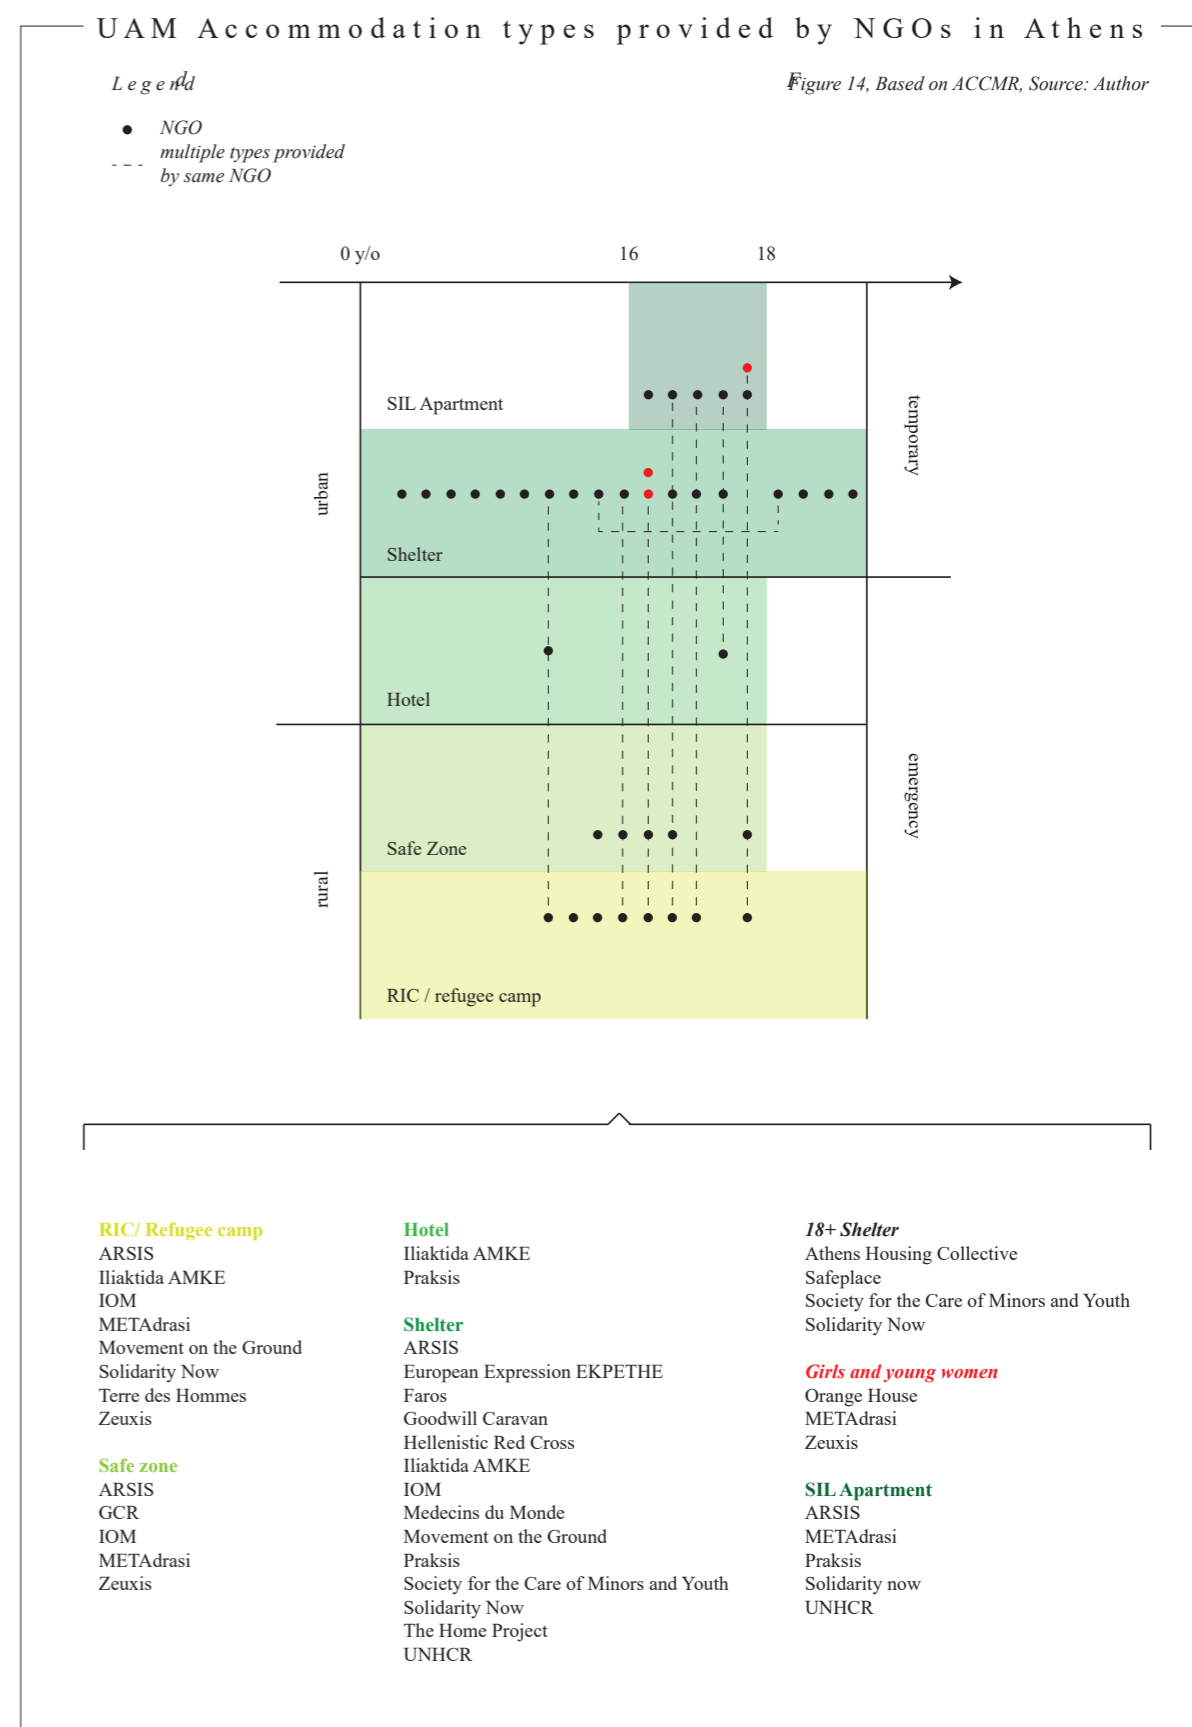 UAM Accommodation types provided by NGOs in Athens
Legend
Figure 14, Based on ACCMR, Source: Author
NGO
multiple types provided
by same NGO
0 y/o
16
18
SIL Apartment
temporary
urban
Shelter
Hotel
emergency
Safe Zone
rural
RIC / refugee camp
RIC/ Refugee camp
ARSIS
Iliaktida AMKE
IOM
METAdrasi
Movement on the Ground
Solidarity Now
Terre des Hommes
Zeuxis
Safe zone
ARSIS
GCR
IOM
METAdrasi
Zeuxis
Hotel
Iliaktida AMKE
Praksis
Shelter
ARSIS
European Expression EKPETHE
Faros
Goodwill Caravan
Hellenistic Red Cross
Iliaktida AMKE
IOM
Medecins du Monde
Movement on the Ground
Praksis
Society for the Care of Minors and Youth
Solidarity Now
The Home Project
UNHCR
18+ Shelter
Athens Housing Collective
Safeplace
Society for the Care of Minors and Youth
Solidarity Now
Girls and young women
Orange House
METAdrasi
Zeuxis
SIL Apartment
ARSIS
METAdrasi
Praksis
Solidarity now
UNHCR